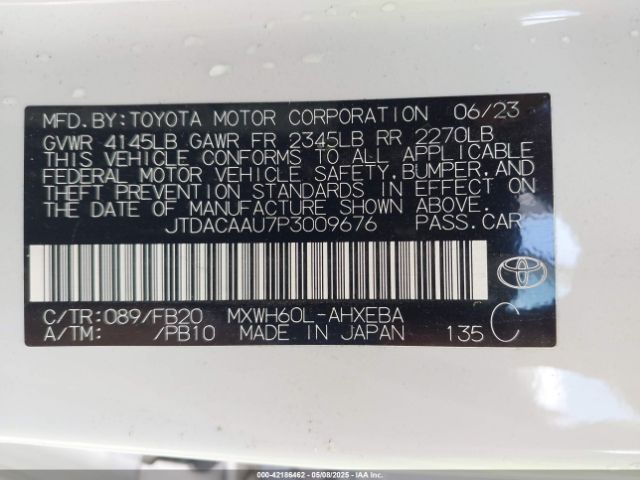 MFD.BY:TOYOTA MOTOR CORPORATION 06/23
GVWR 4145LB GAWR FR 2345LB RR 2270LB
THIS VEHICLE CONFORMS TO ALL APPLICABLE
FEDERAL MOTOR VEHICLE SAFETY,BUMPER,AND
THEFT PREVENTION STANDARDS IN EFFECT ON
THE DATE OF MANUFACTURE SHOWN ABOVE.
JTDACAAU7P3009676 PASS.CAR
C/TR:089/FB20 MXWH60L-AHXEBA
A/TM: /PB10 MADE IN JAPAN 135 C
000-42186462 - 05/08/2025 - IAAI.COM